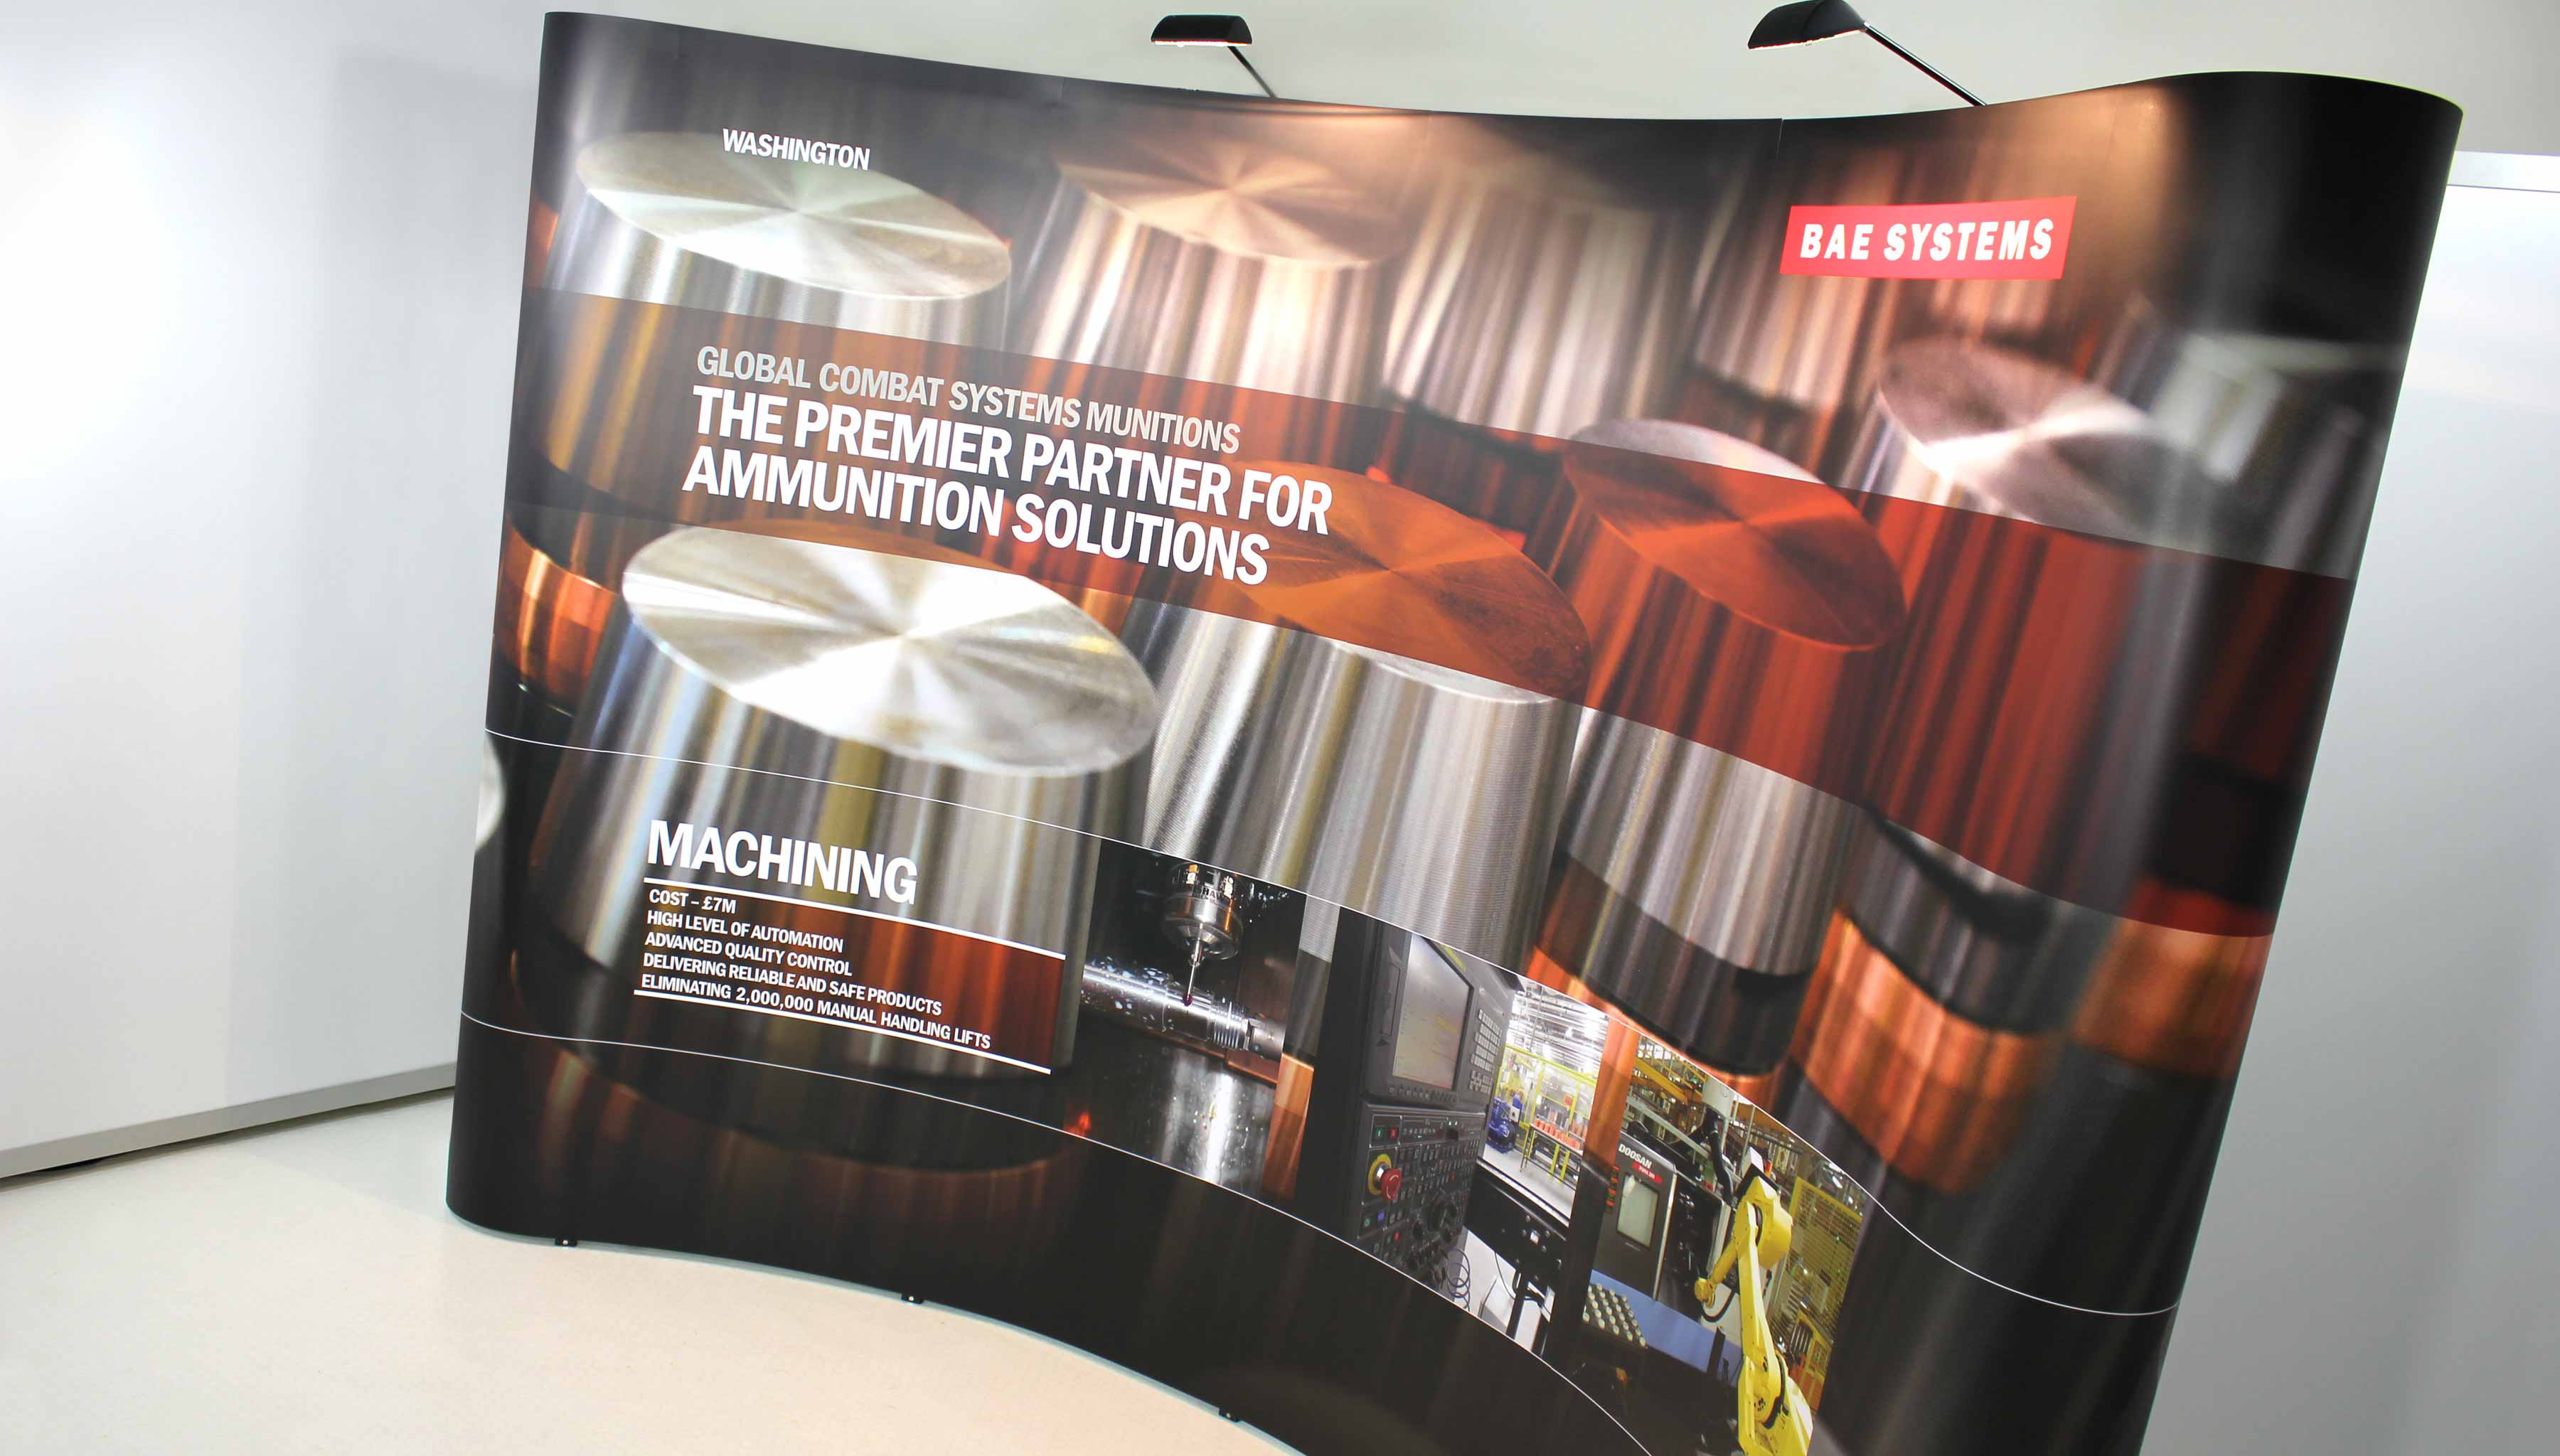 WASHINGTON
BAE SYSTEMS
GLOBAL COMBAT SYSTEMS MUNITIONS
THE PREMIER PARTNER FOR
AMMUNITION SOLUTIONS
MACHINING
COST – £7M
HIGH LEVEL OF AUTOMATION
ADVANCED QUALITY CONTROL
DELIVERING RELIABLE AND SAFE PRODUCTS
ELIMINATING 2,000,000 MANUAL HANDLING LIFTS
DOOSAN